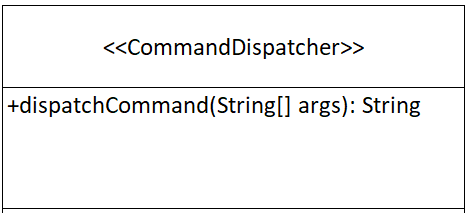 <<CommandDispatcher>>
+dispatchCommand(String[] args): String